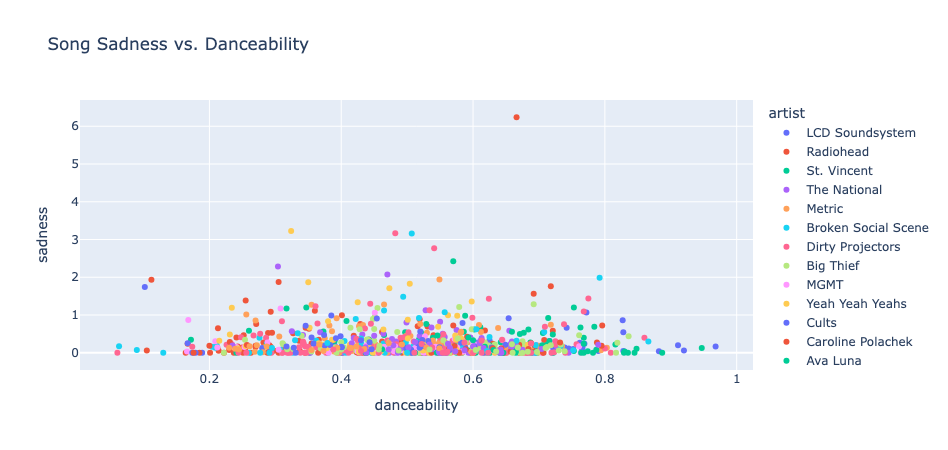 Song Sadness vs. Danceability
artist
LCD Soundsystem
Radiohead
St. Vincent
The National
Metric
Broken Social Scene
Dirty Projectors
Big Thief
MGMT
Yeah Yeah Yeahs
Cults
Caroline Polachek
Ava Luna
sadness
6
5
4
3
2
1
0
0.2 0.4 0.6 0.8 1
danceability